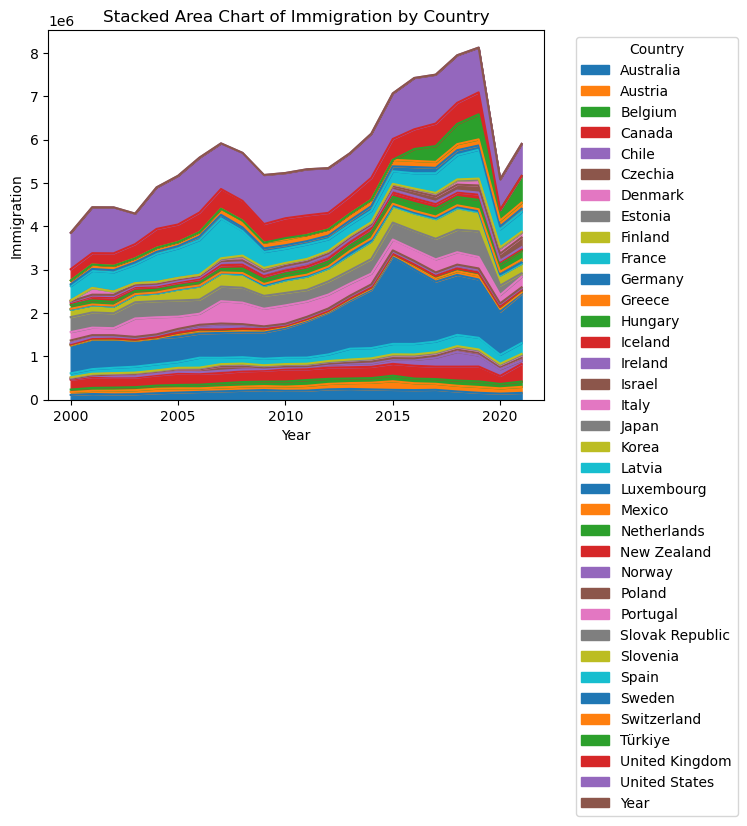 Stacked Area Chart of Immigration by Country
1e6
8
7
6
5
4
3
2
1
0
Immigration
2000
2005
2010
2015
2020
Year
Country
Australia
Austria
Belgium
Canada
Chile
Czechia
Denmark
Estonia
Finland
France
Germany
Greece
Hungary
Iceland
Ireland
Israel
Italy
Japan
Korea
Latvia
Luxembourg
Mexico
Netherlands
New Zealand
Norway
Poland
Portugal
Slovak Republic
Slovenia
Spain
Sweden
Switzerland
Türkiye
United Kingdom
United States
Year